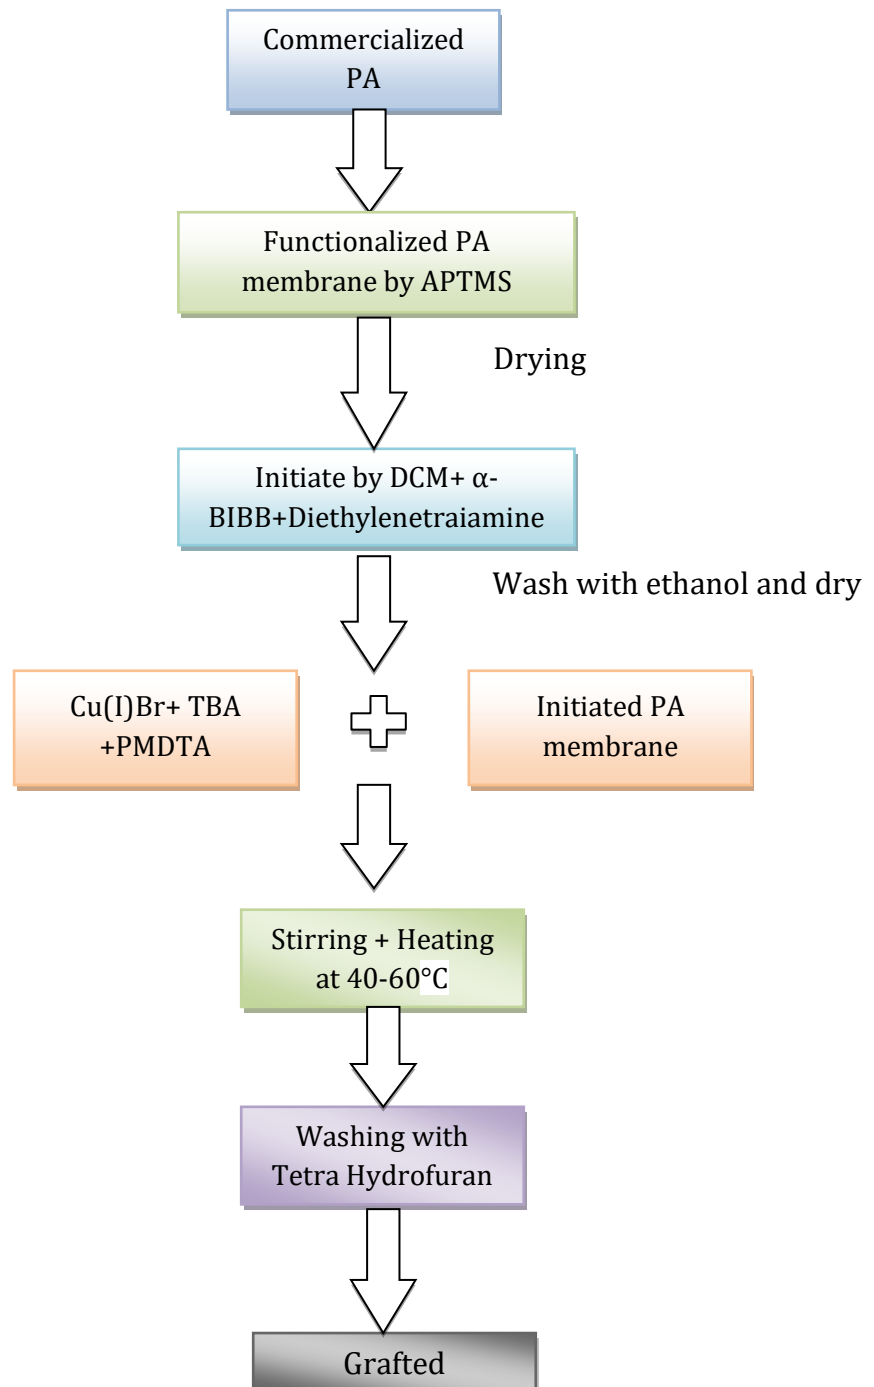 Commercialized
PA
Functionalized PA
membrane by APTMS
Drying
Initiate by DCM+ α-
BIBB+Diethylenetraiamine
Wash with ethanol and dry
Cu(I)Br+ TBA
+PMDTA
Initiated PA
membrane
Stirring + Heating
at 40-60°C
Washing with
Tetra Hydrofuran
Grafted